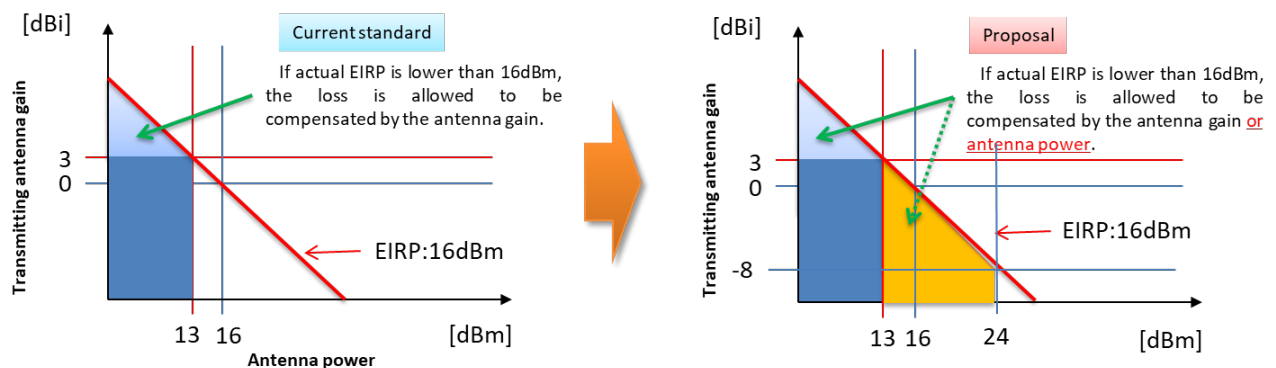 [dBi]
Current standard
If actual EIRP is lower than 16dBm,
the loss is allowed to be
compensated by the antenna gain.
Transmitting antenna gain
3
0
EIRP:16dBm
13 16
[dBm]
Antenna power
[dBi]
Proposal
If actual EIRP is lower than 16dBm,
the loss is allowed to be
compensated by the antenna gain or
antenna power.
Transmitting antenna gain
3
0
EIRP:16dBm
-8
13 16 24
[dBm]